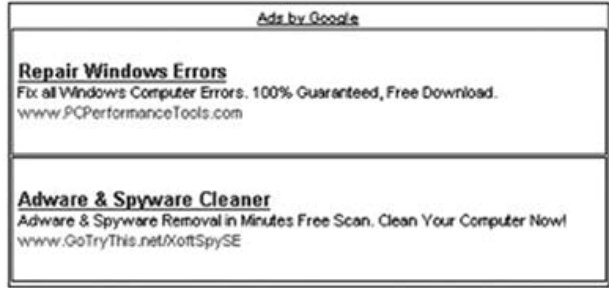 Ads by Google
Repair Windows Errors
Fix all Windows Computer Errors. 100% Guaranteed, Free Download.
www.PCPerformanceTools.com
Adware & Spyware Cleaner
Adware & Spyware Removal in Minutes Free Scan. Clean Your Computer Now!
www.GoTryThis.net/XoftSpySE